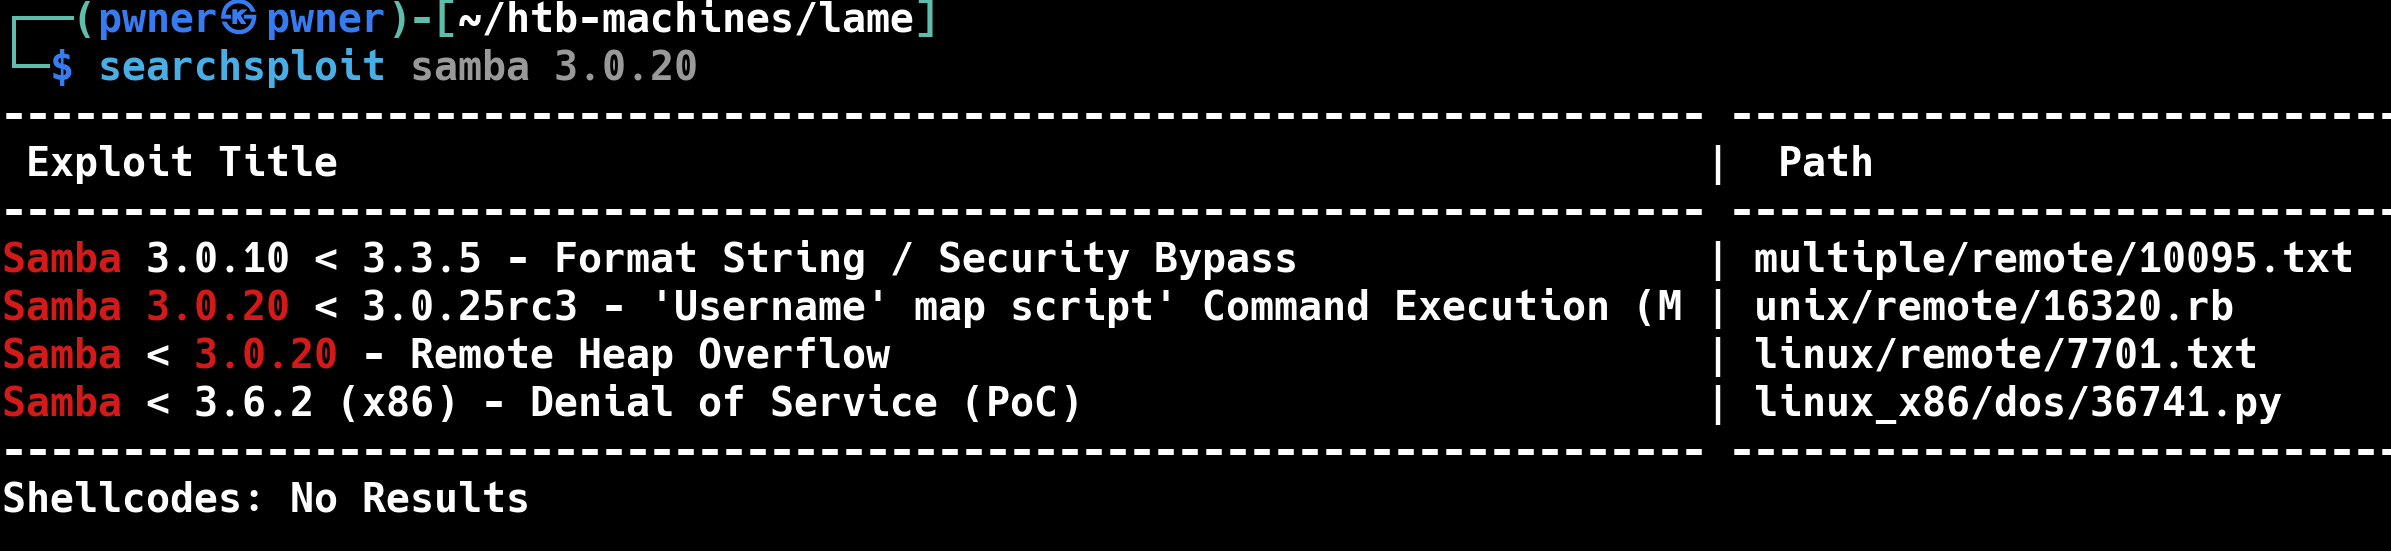 ┌──(pwner㉿pwner)-[~/htb-machines/lame]
└─$ searchsploit samba 3.0.20
----------------------------------------------------------------------- ----------------------------
 Exploit Title                                                         |  Path
----------------------------------------------------------------------- ----------------------------
Samba 3.0.10 < 3.3.5 - Format String / Security Bypass                 | multiple/remote/10095.txt
Samba 3.0.20 < 3.0.25rc3 - 'Username' map script' Command Execution (M | unix/remote/16320.rb
Samba < 3.0.20 - Remote Heap Overflow                                  | linux/remote/7701.txt
Samba < 3.6.2 (x86) - Denial of Service (PoC)                          | linux_x86/dos/36741.py
----------------------------------------------------------------------- ----------------------------
Shellcodes: No Results